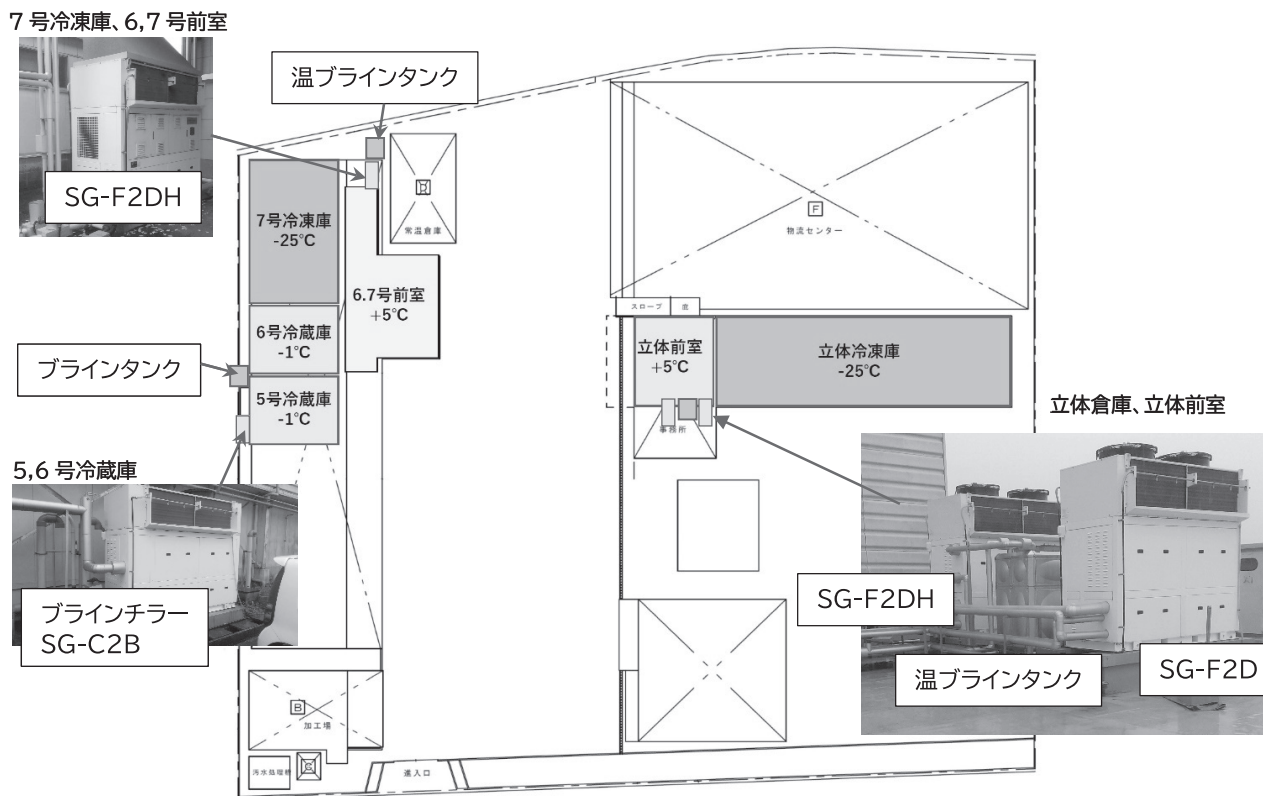 7号冷凍庫、6,7号前室
SG-F2DH
温ブラインタンク
7号冷凍庫
-25℃
6.7号前室
+5℃
常温倉庫
F
物流センター
6号冷蔵庫
-1℃
5号冷蔵庫
-1℃
ブラインタンク
スロープ
立体前室
+5℃
立体冷凍庫
-25℃
事務所
立体倉庫、立体前室
SG-F2DH
温ブラインタンク
SG-F2D
5,6号冷蔵庫
ブラインチラー
SG-C2B
B
加工場
汚水処理槽
C
進入口